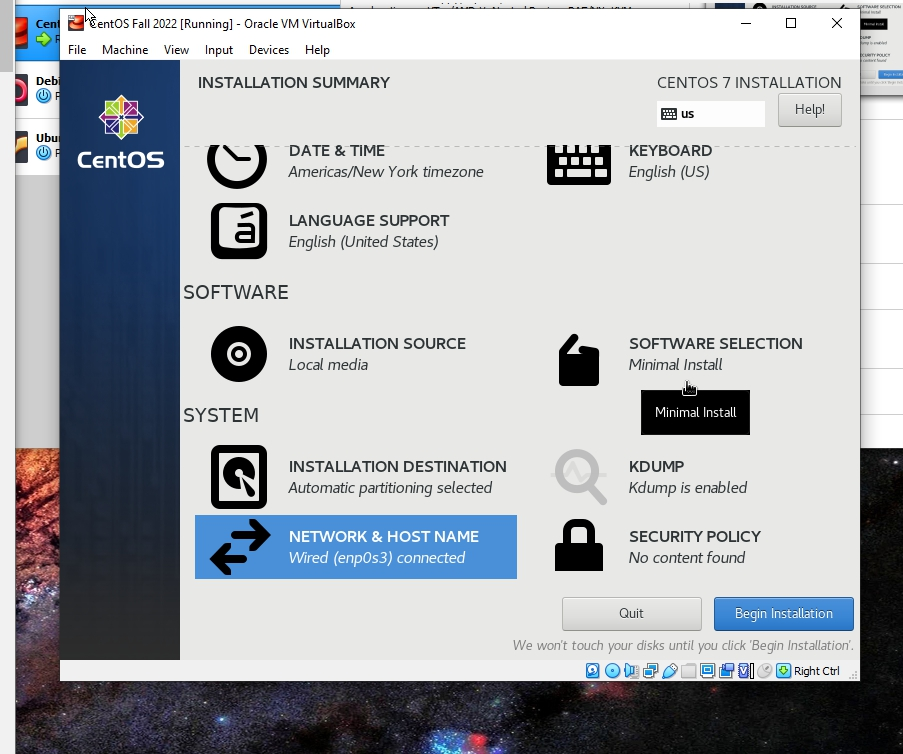 CentOS Fall 2022 [Running] - Oracle VM VirtualBox
File Machine View Input Devices Help
INSTALLATION SUMMARY
CENTOS 7 INSTALLATION
us
Help!
CentOS
DATE & TIME
Americas/New York timezone
KEYBOARD
English (US)
á
LANGUAGE SUPPORT
English (United States)
SOFTWARE
INSTALLATION SOURCE
Local media
SOFTWARE SELECTION
Minimal Install
Minimal Install
SYSTEM
INSTALLATION DESTINATION
Automatic partitioning selected
KDUMP
Kdump is enabled
NETWORK & HOST NAME
Wired (enp0s3) connected
SECURITY POLICY
No content found
Quit
Begin Installation
We won't touch your disks until you click 'Begin Installation'.
Right Ctrl